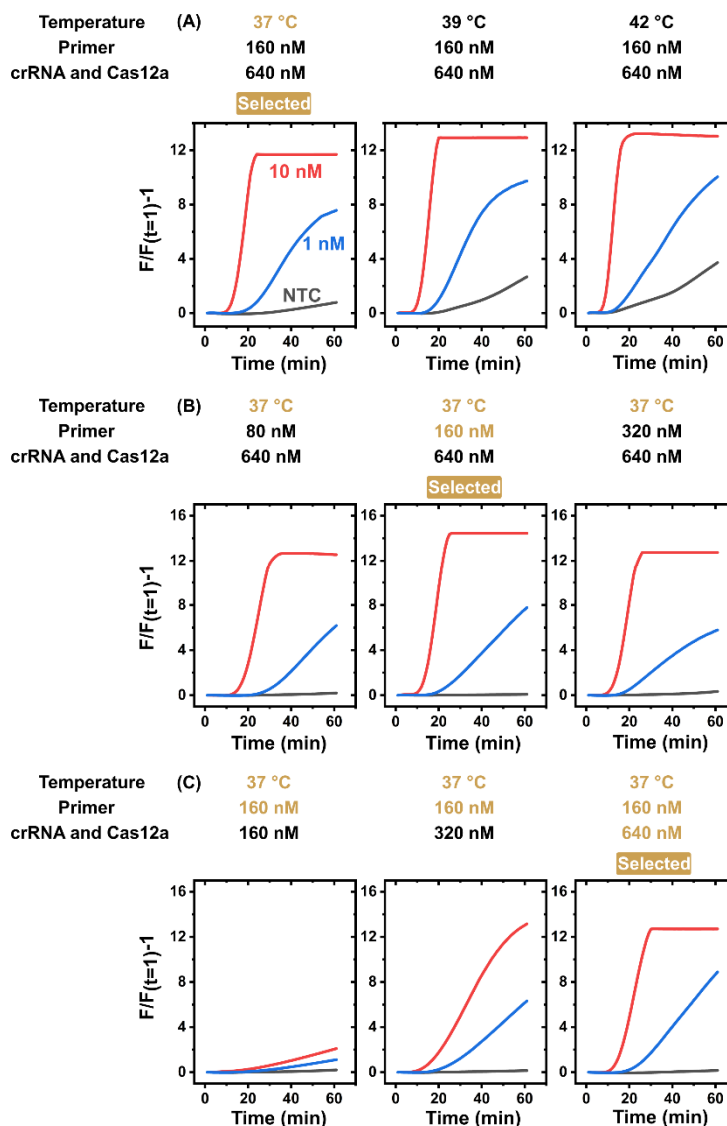 Temperature (A) 37 °C 39 °C 42 °C
Primer 160 nM 160 nM 160 nM
crRNA and Cas12a 640 nM 640 nM 640 nM
Selected
F/F(t=1)-1
12
8
4
0
10 nM
1 nM
NTC
0 20 40 60
Time (min)
12
8
4
0
0 20 40 60
Time (min)
12
8
4
0
0 20 40 60
Time (min)
Temperature (B) 37 °C 37 °C 37 °C
Primer 80 nM 160 nM 320 nM
crRNA and Cas12a 640 nM 640 nM 640 nM
Selected
F/F(t=1)-1
16
12
8
4
0
0 20 40 60
Time (min)
16
12
8
4
0
0 20 40 60
Time (min)
16
12
8
4
0
0 20 40 60
Time (min)
Temperature (C) 37 °C 37 °C 37 °C
Primer 160 nM 160 nM 160 nM
crRNA and Cas12a 160 nM 320 nM 640 nM
Selected
F/F(t=1)-1
16
12
8
4
0
0 20 40 60
Time (min)
16
12
8
4
0
0 20 40 60
Time (min)
16
12
8
4
0
0 20 40 60
Time (min)